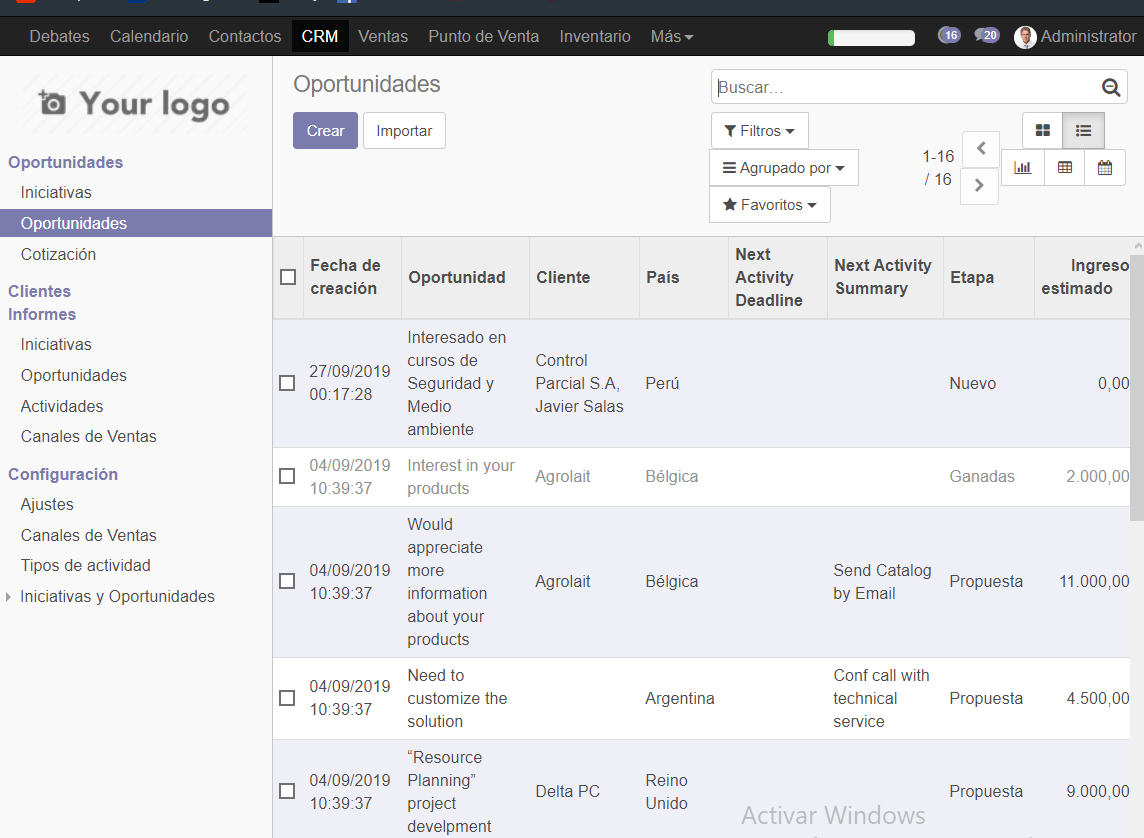 Debates Calendario Contactos CRM Ventas Punto de Venta Inventario Más 16 20 Administrator
Your logo
Oportunidades
Iniciativas
Oportunidades
Cotización
Clientes
Informes
Iniciativas
Oportunidades
Actividades
Canales de Ventas
Configuración
Ajustes
Canales de Ventas
Tipos de actividad
Iniciativas y Oportunidades
Oportunidades
Buscar...
Crear Importar
Filtros
Agrupado por
Favoritos
1-16
/ 16
Fecha de
creación
Oportunidad
Cliente
País
Next
Activity
Deadline
Next Activity
Summary
Etapa
Ingreso
estimado
27/09/2019
00:17:28
Interesado en
cursos de
Seguridad y
Medio
ambiente
Control
Parcial S.A,
Javier Salas
Perú
Nuevo
0,00
04/09/2019
10:39:37
Interest in your
products
Agrolait
Bélgica
Ganadas
2.000,00
04/09/2019
10:39:37
Would
appreciate
more
information
about your
products
Agrolait
Bélgica
Send Catalog
by Email
Propuesta
11.000,00
04/09/2019
10:39:37
Need to
customize the
solution
Argentina
Conf call with
technical
service
Propuesta
4.500,00
04/09/2019
10:39:37
“Resource
Planning”
project
develpment
Delta PC
Reino
Unido
Propuesta
9.000,00
Activar Windows